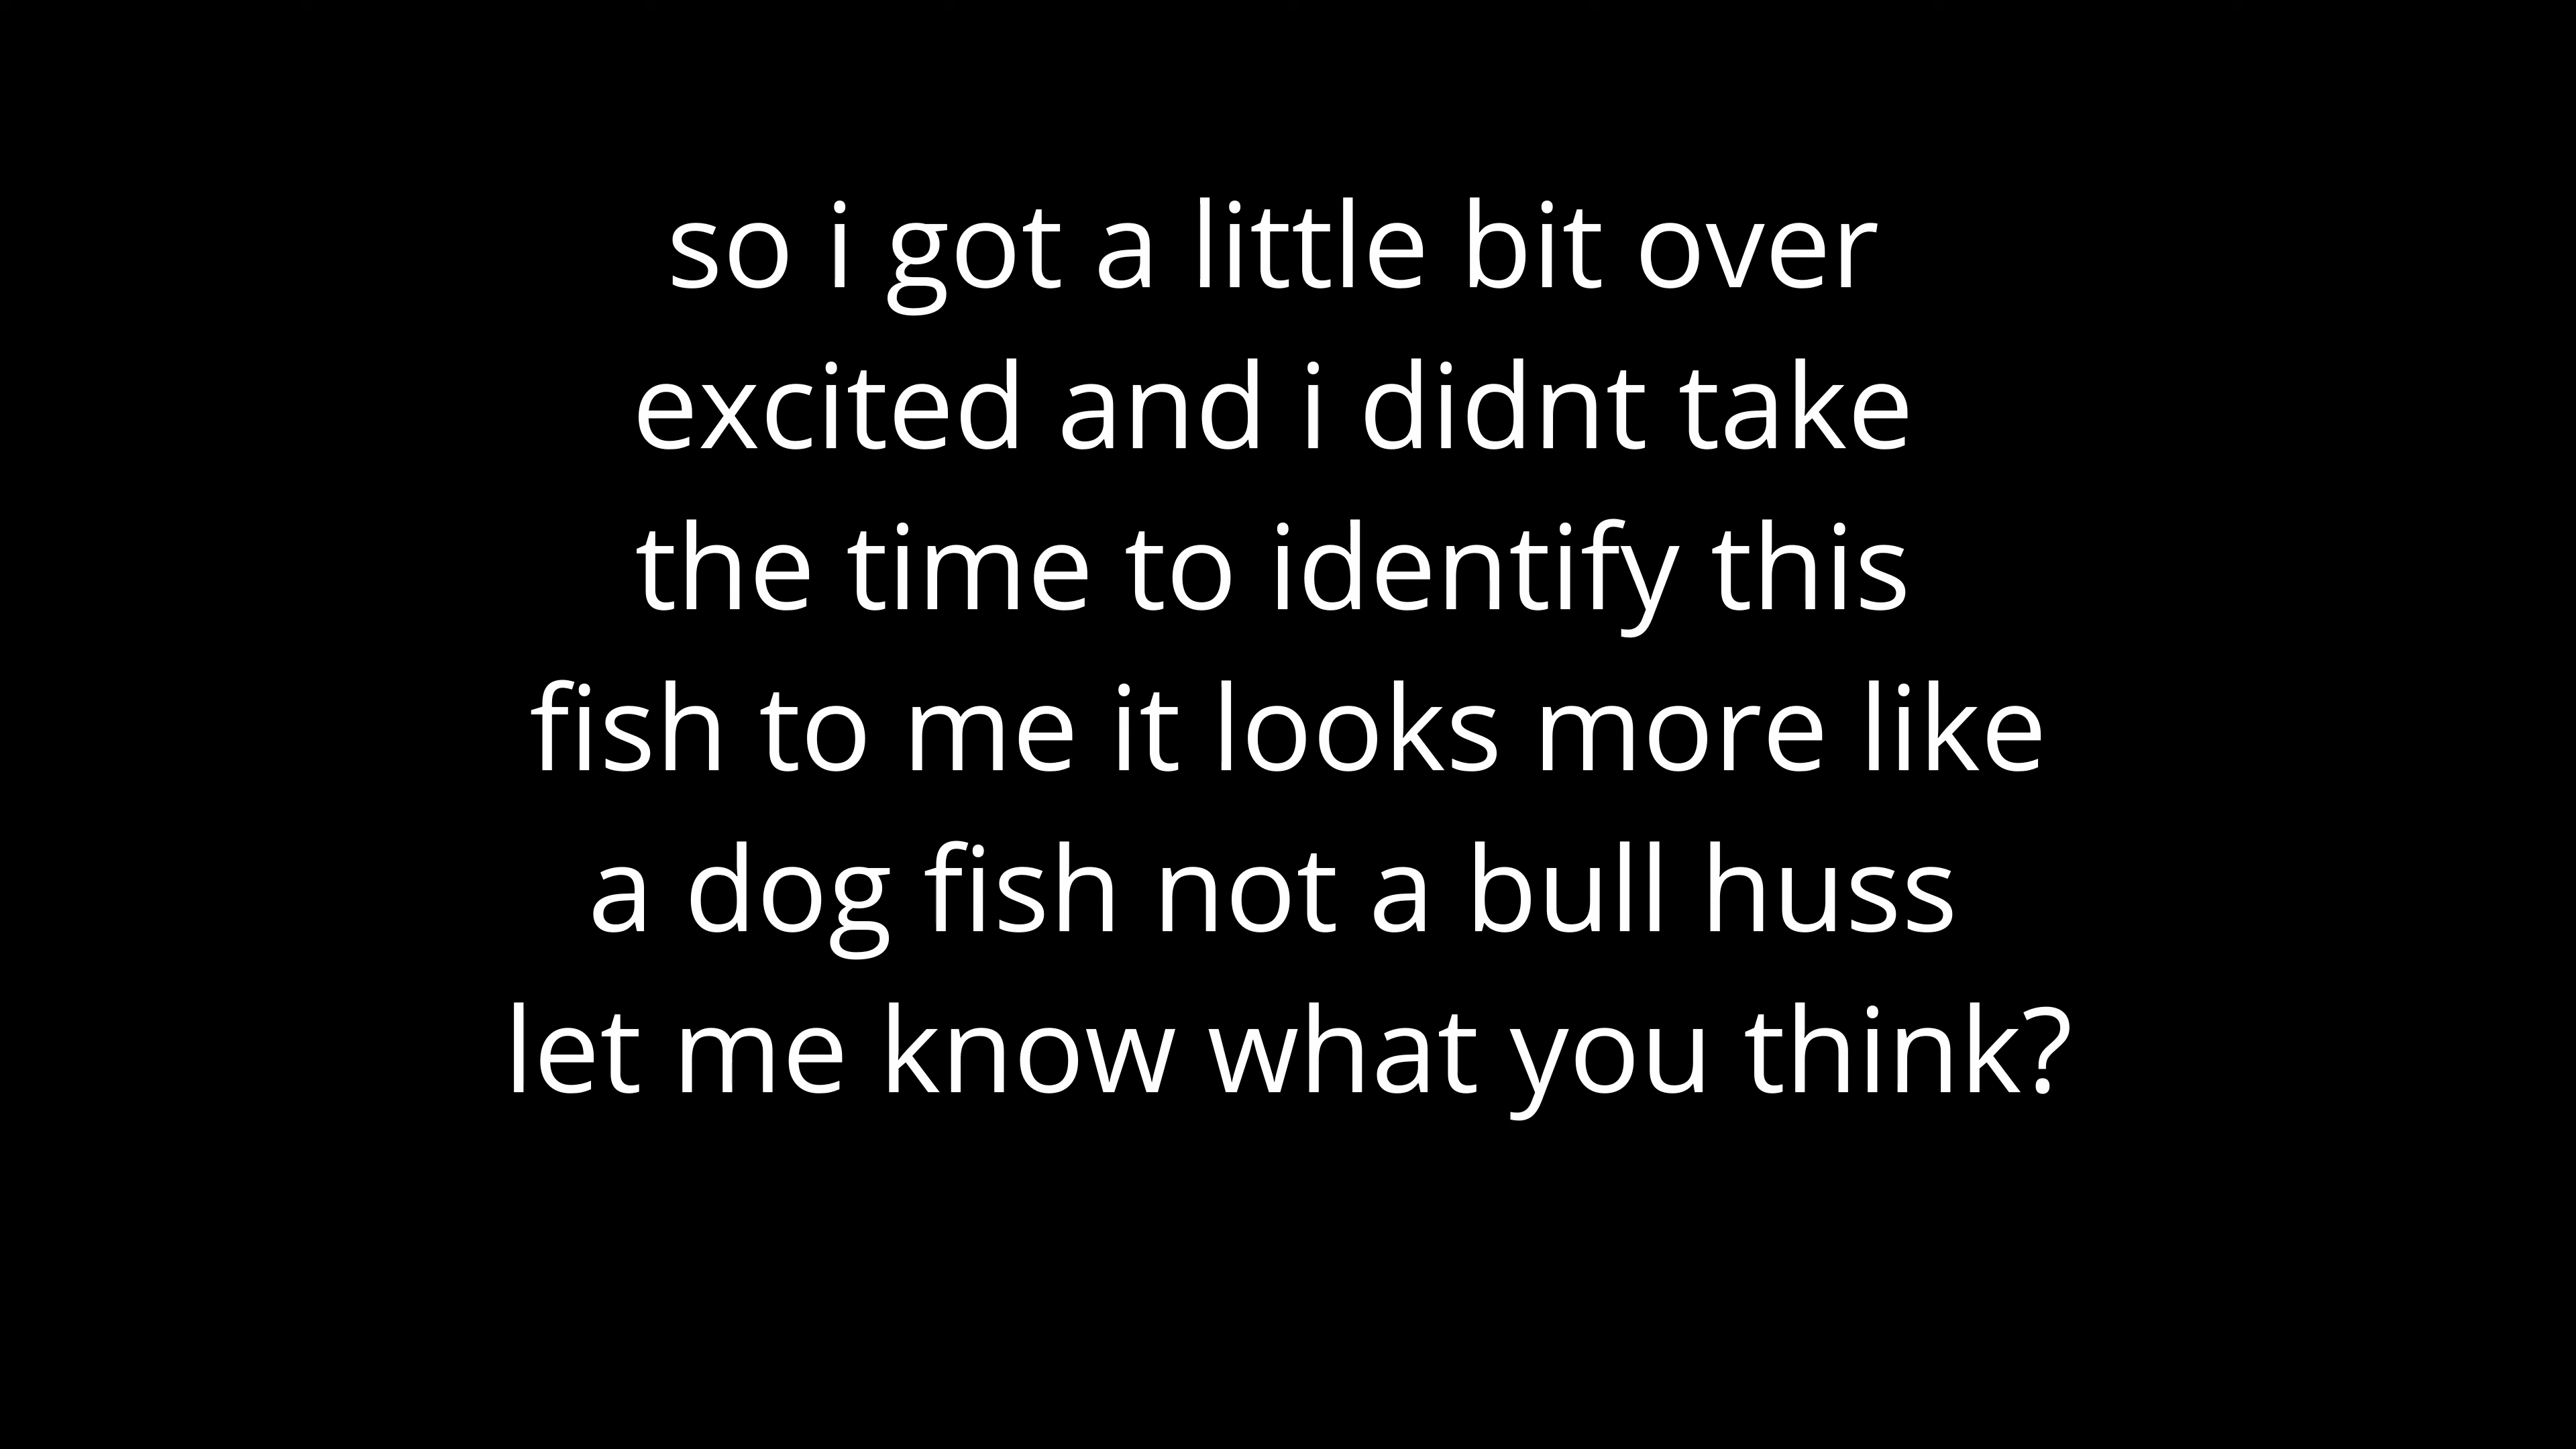 so i got a little bit over
excited and i didnt take
the time to identify this
fish to me it looks more like
a dog fish not a bull huss
let me know what you think?